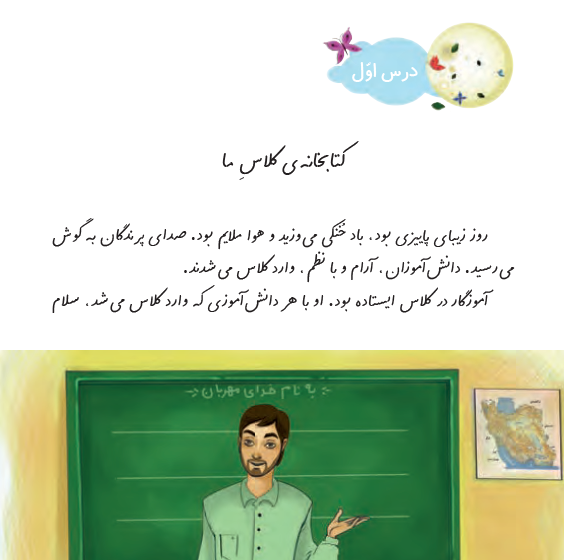 درس اوّل
کتابخانه‌ی کلاسِ ما
روز زیبای پاییزی بود، باد خُنَکی می‌وزید و هوا ملایم بود. صدای پرندگان به گوش
می‌رسید. دانش‌آموزان، آرام و با نظم، وارد کلاس می‌شدند.
آموزگار در کلاس ایستاده بود. او با هر دانش‌آموزی که وارد کلاس می‌شد، سلام
به نام خدای مهربان